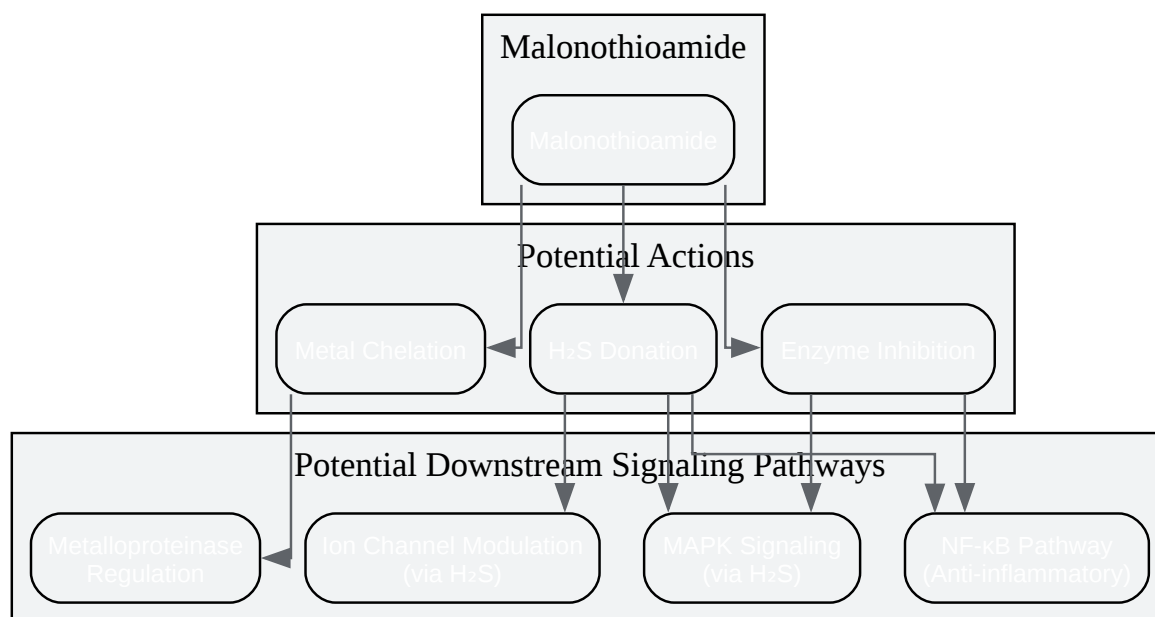 Malonothioamide
Malonothioamide
Potential Actions
Metal Chelation
H₂S Donation
Enzyme Inhibition
Potential Downstream Signaling Pathways
Metalloproteinase
Regulation
Ion Channel Modulation
(via H₂S)
MAPK Signaling
(via H₂S)
NF-κB Pathway
(Anti-inflammatory)